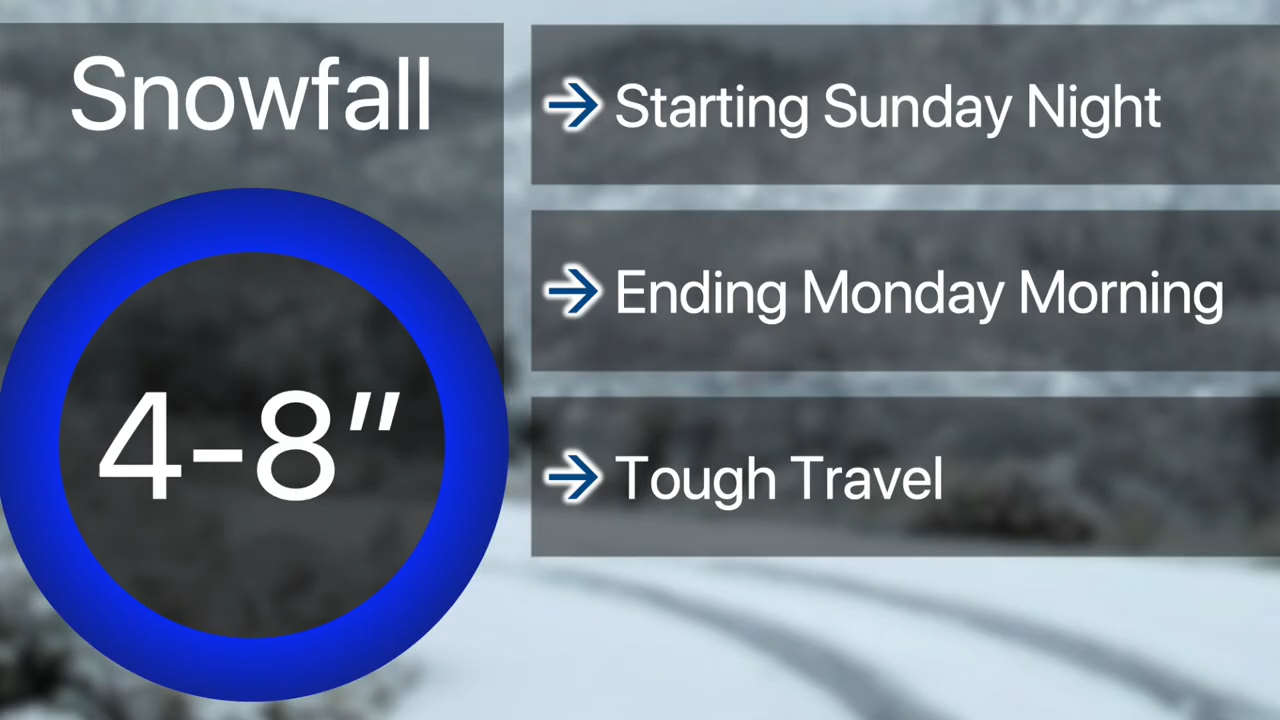 Snowfall
4-8"
Starting Sunday Night
Ending Monday Morning
Tough Travel